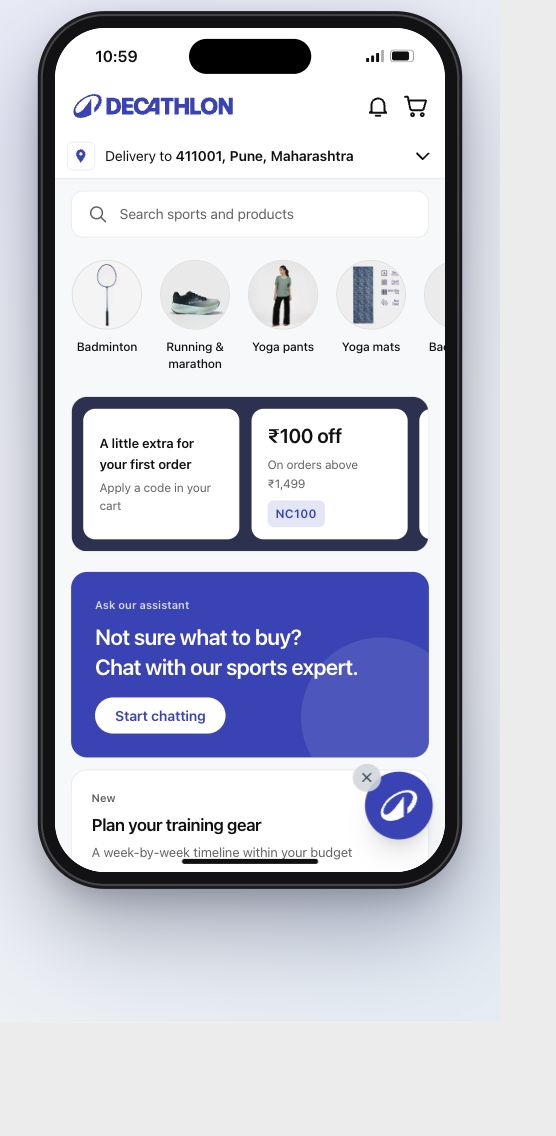 10:59
DECATHLON
Delivery to 411001, Pune, Maharashtra
Search sports and products
Badminton
Running &
marathon
Yoga pants
Yoga mats
A little extra for
your first order
Apply a code in your
cart
₹100 off
On orders above
₹1,499
NC100
Ask our assistant
Not sure what to buy?
Chat with our sports expert.
Start chatting
New
Plan your training gear
A week-by-week timeline within your budget